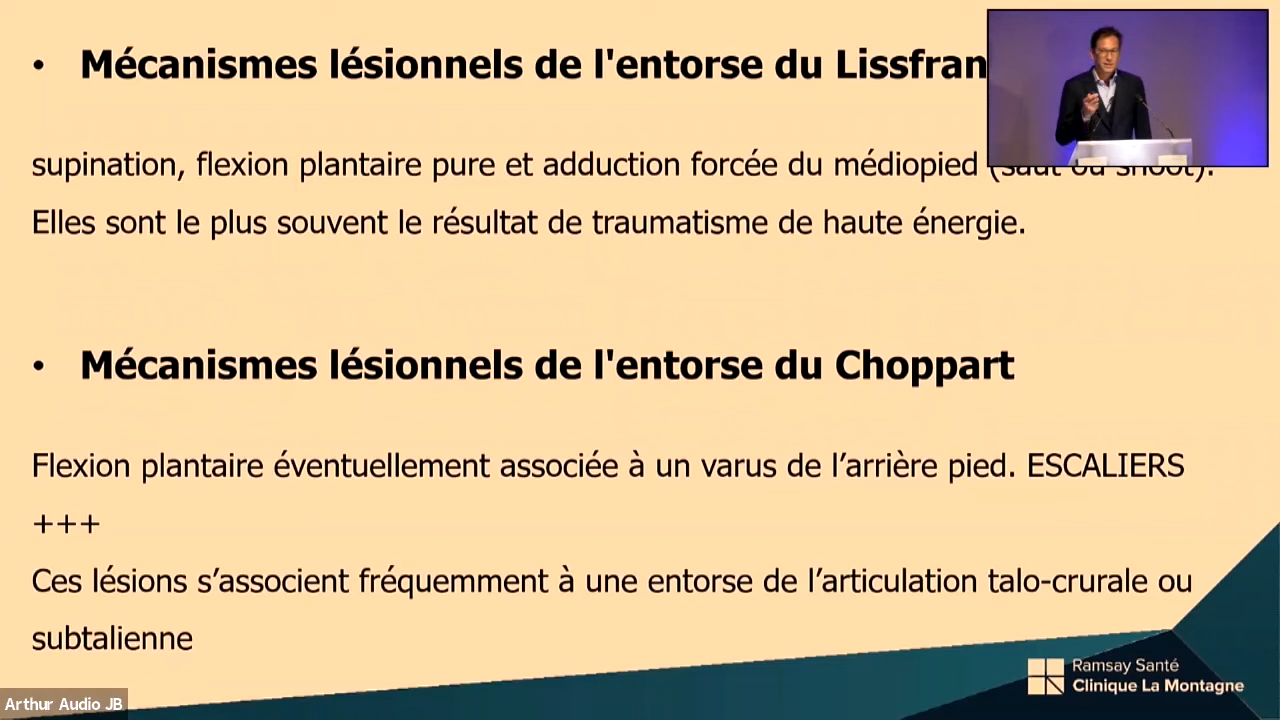 • Mécanismes lésionnels de l'entorse du Lissfran
supination, flexion plantaire pure et adduction forcée du médiopied (saut ou shoot).
Elles sont le plus souvent le résultat de traumatisme de haute énergie.
• Mécanismes lésionnels de l'entorse du Choppart
Flexion plantaire éventuellement associée à un varus de l’arrière pied. ESCALIERS
+++
Ces lésions s’associent fréquemment à une entorse de l’articulation talo-crurale ou
subtalienne
Ramsay Santé
Clinique La Montagne
Arthur Audio JB